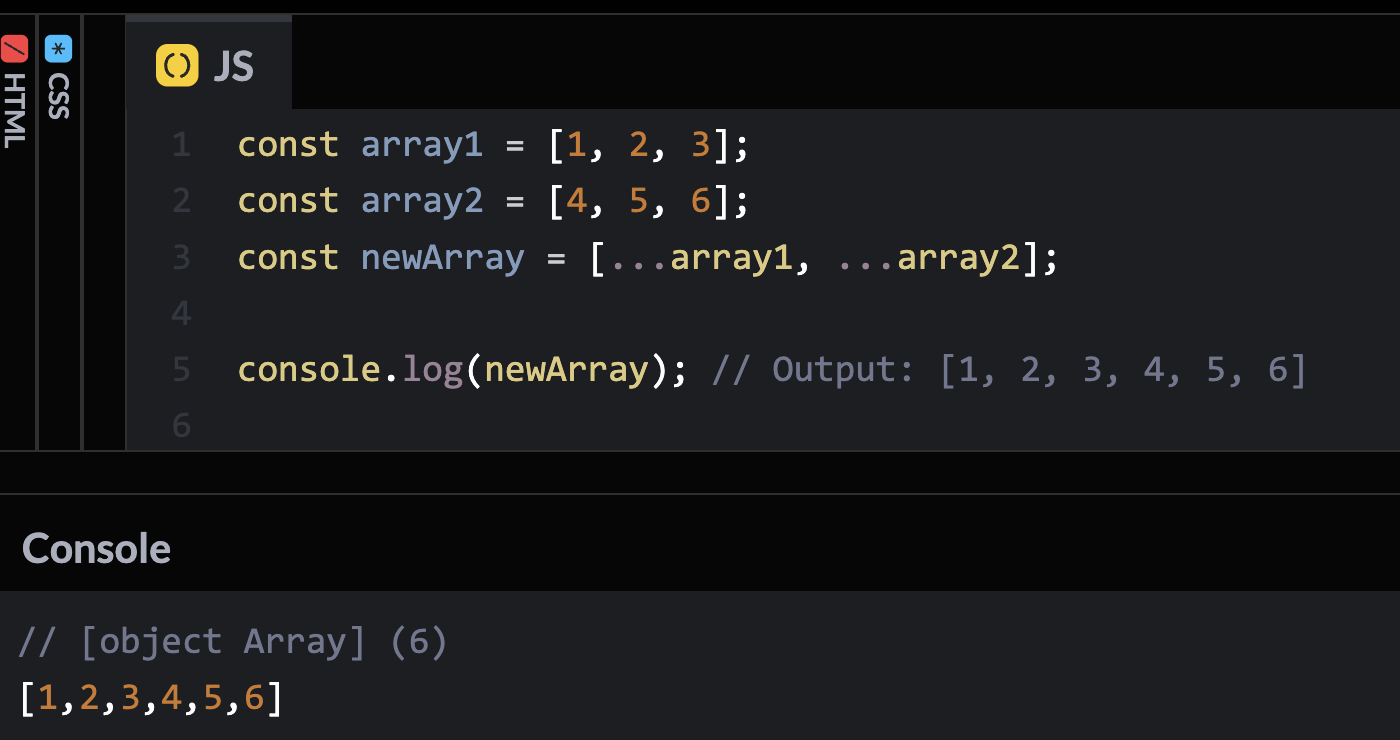 HTML
CSS
JS
1 const array1 = [1, 2, 3];
2 const array2 = [4, 5, 6];
3 const newArray = [...array1, ...array2];
4
5 console.log(newArray); // Output: [1, 2, 3, 4, 5, 6]
6
Console
// [object Array] (6)
[1,2,3,4,5,6]